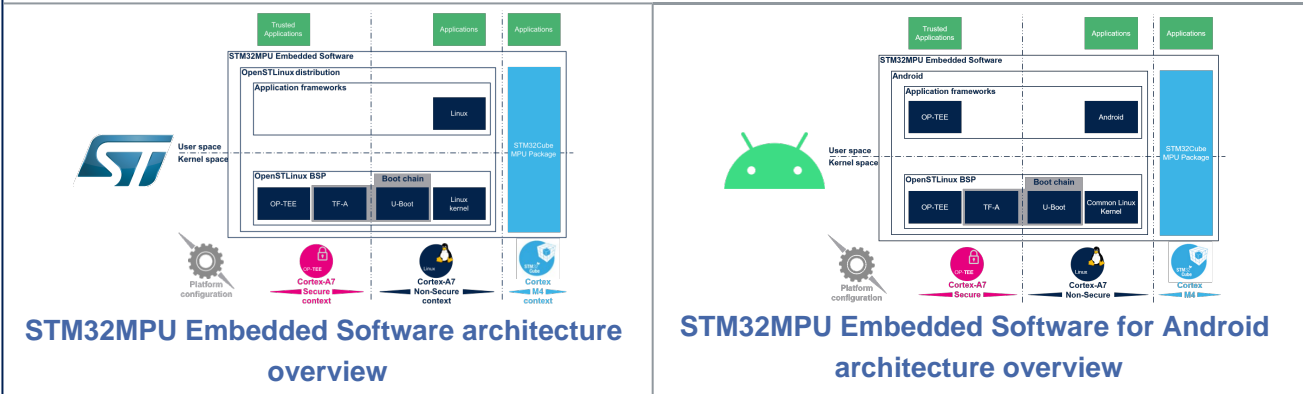 Trusted
Applications
Applications
Applications
STM32MPU Embedded Software
OpenSTLinux distribution
Application frameworks
Linux
STM32Cube
MPU Package
ST
User space
Kernel space
OpenSTLinux BSP
Boot chain
OP-TEE
TF-A
U-Boot
Linux
kernel
Platform
configuration
OP-TEE
Cortex-A7
Secure
context
Linux
Cortex-A7
Non-Secure
context
STM32
Cube
Cortex
M4
context
STM32MPU Embedded Software architecture
overview
Trusted
Applications
Applications
Applications
STM32MPU Embedded Software
Android
Application frameworks
OP-TEE
Android
STM32Cube
MPU Package
User space
Kernel space
OpenSTLinux BSP
Boot chain
OP-TEE
TF-A
U-Boot
Common Linux
Kernel
Platform
configuration
OP-TEE
Cortex-A7
Secure
Linux
Cortex-A7
Non-Secure
STM32
Cube
Cortex
M4
STM32MPU Embedded Software for Android
architecture overview